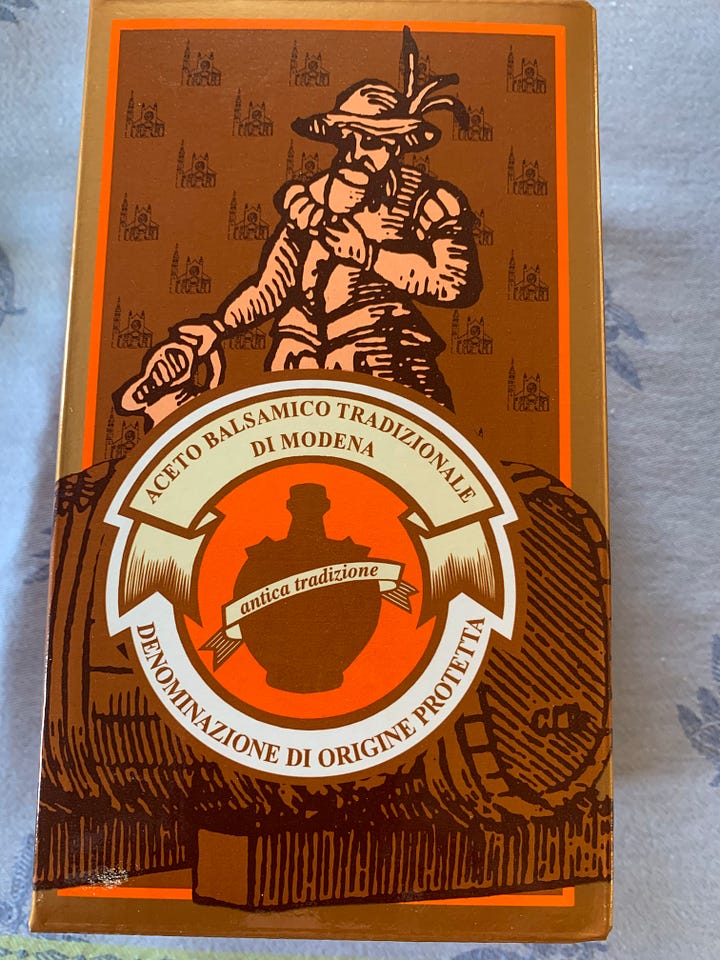 ACETO BALSAMICO TRADIZIONALE
DI MODENA
antica tradizione
DENOMINAZIONE DI ORIGINE PROTETTA